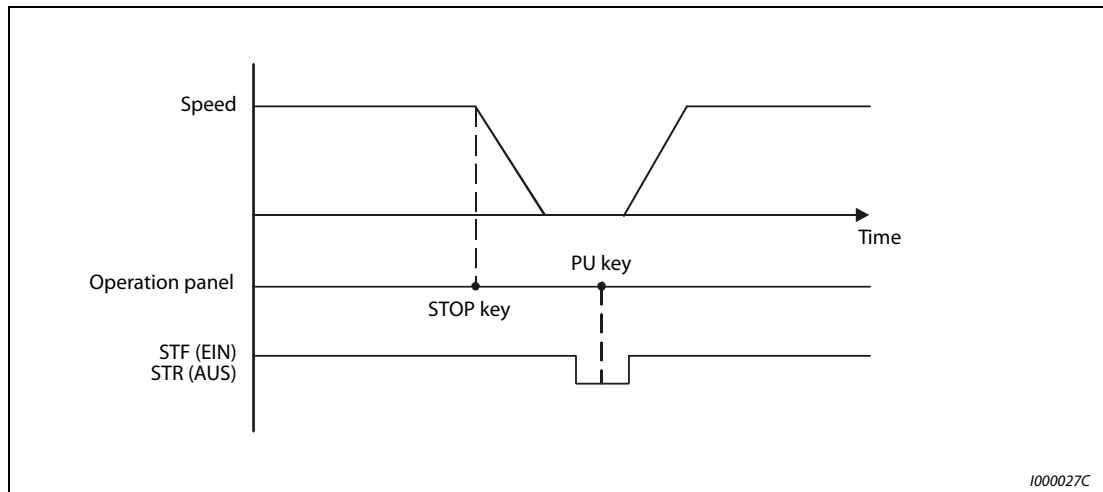 Speed
Time
PU key
Operation panel
STOP key
STF (EIN)
STR (AUS)
I000027C